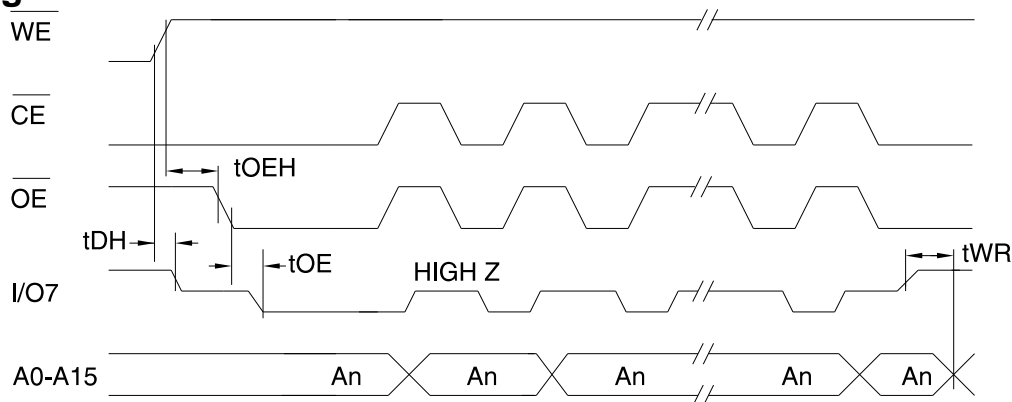 g
WE
CE
tOEH
OE
tDH
tOE
HIGH Z
tWR
I/O7
A0-A15 An An An An An